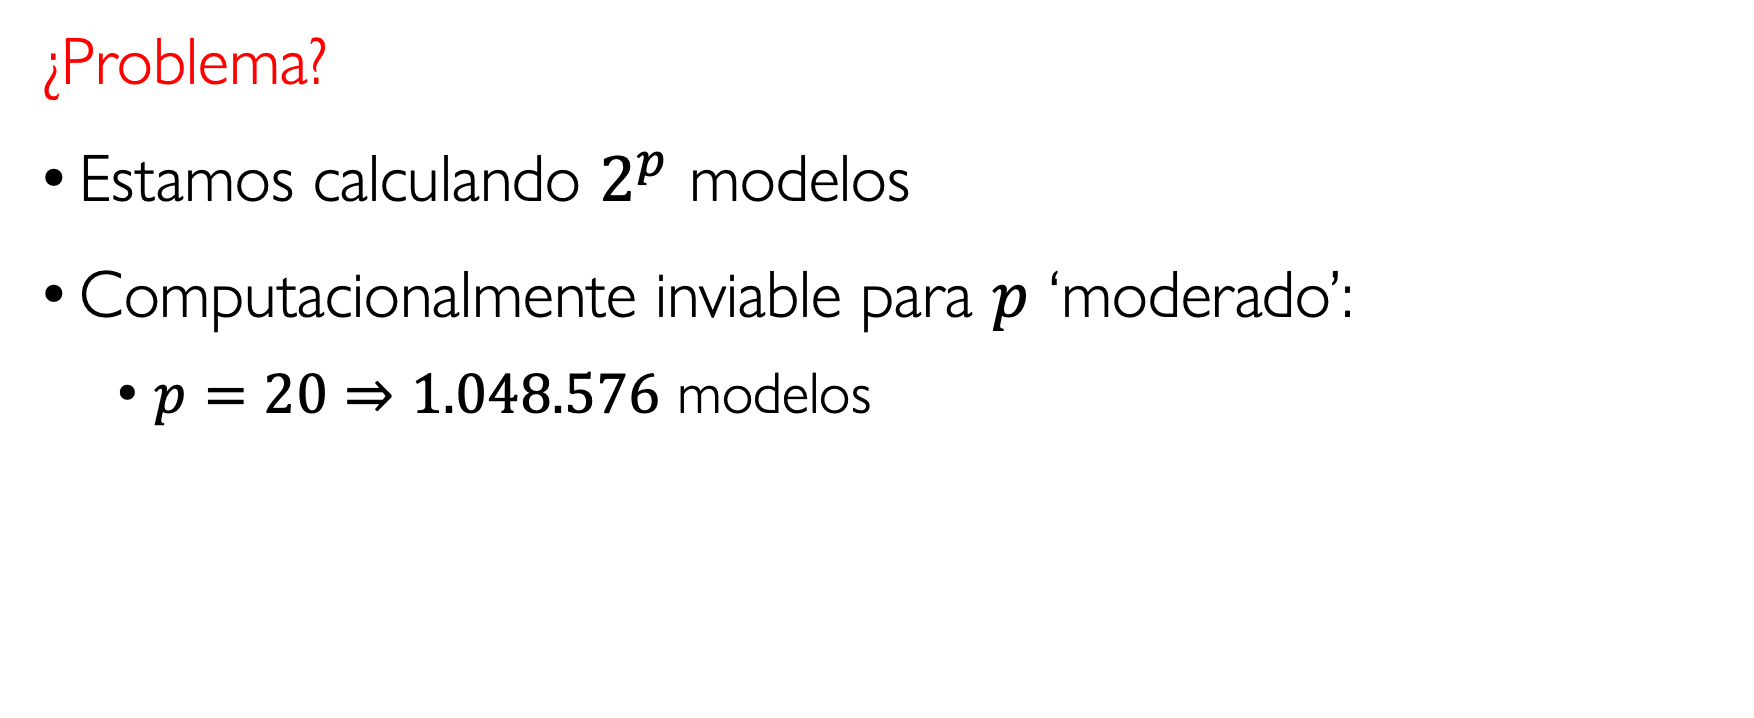 ¿Problema?
• Estamos calculando 2^p modelos
• Computacionalmente inviable para p ‘moderado’:
• p = 20 ⇒ 1.048.576 modelos